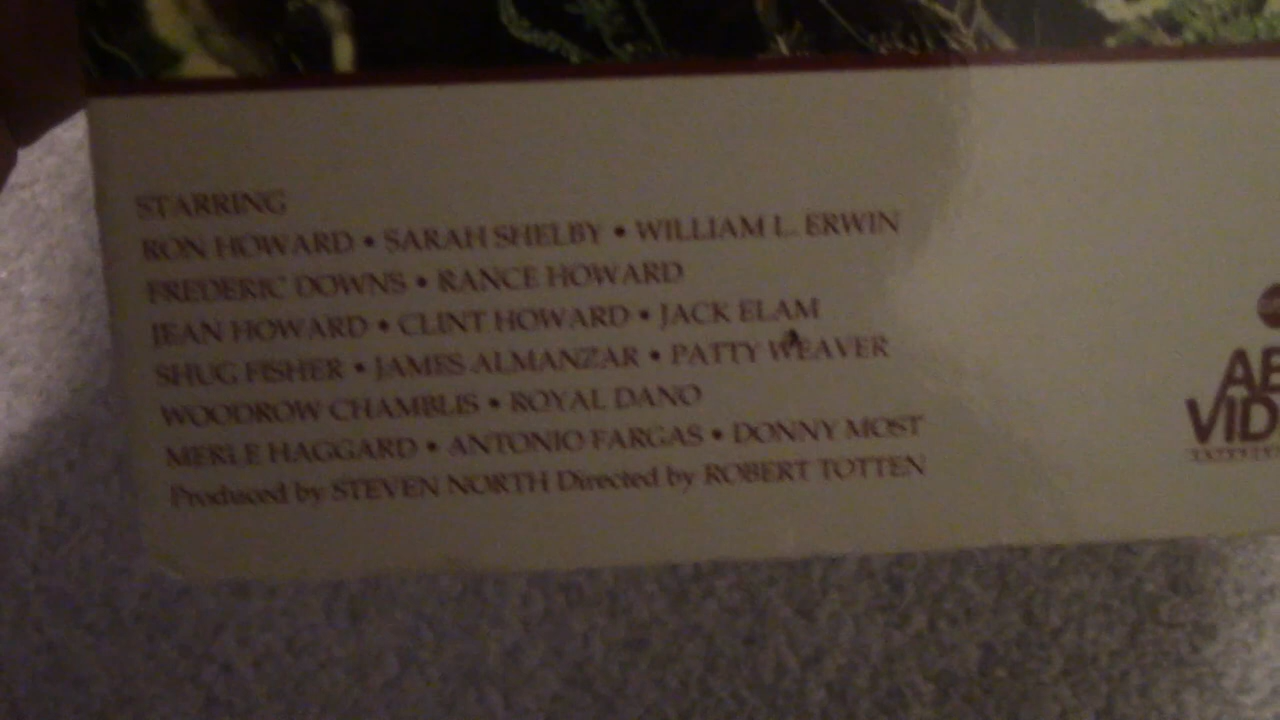 STARRING
RON HOWARD • SARAH SHELBY • WILLIAM L. ERWIN
FREDERIC DOWNS • RANCE HOWARD
JEAN HOWARD • CLINT HOWARD • JACK ELAM
SHUG FISHER • JAMES ALMANZAR • PATTY WEAVER
WOODROW CHAMBLIS • ROYAL DANO
MERLE HAGGARD • ANTONIO FARGAS • DONNY MOST
Produced by STEVEN NORTH Directed by ROBERT TOTTEN